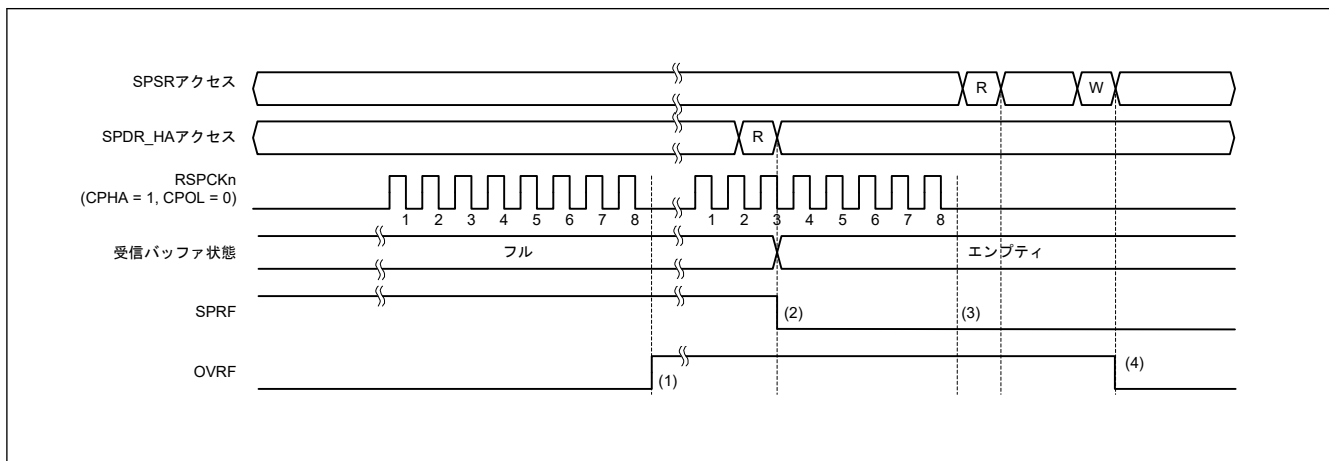 SPSRアクセス
R
W
SPDR_HAアクセス
R
RSPCKn
(CPHA = 1, CPOL = 0)
1 2 3 4 5 6 7 8 1 2 3 4 5 6 7 8
受信バッファ状態
フル
エンプティ
SPRF
(2)
(3)
OVRF
(1)
(4)